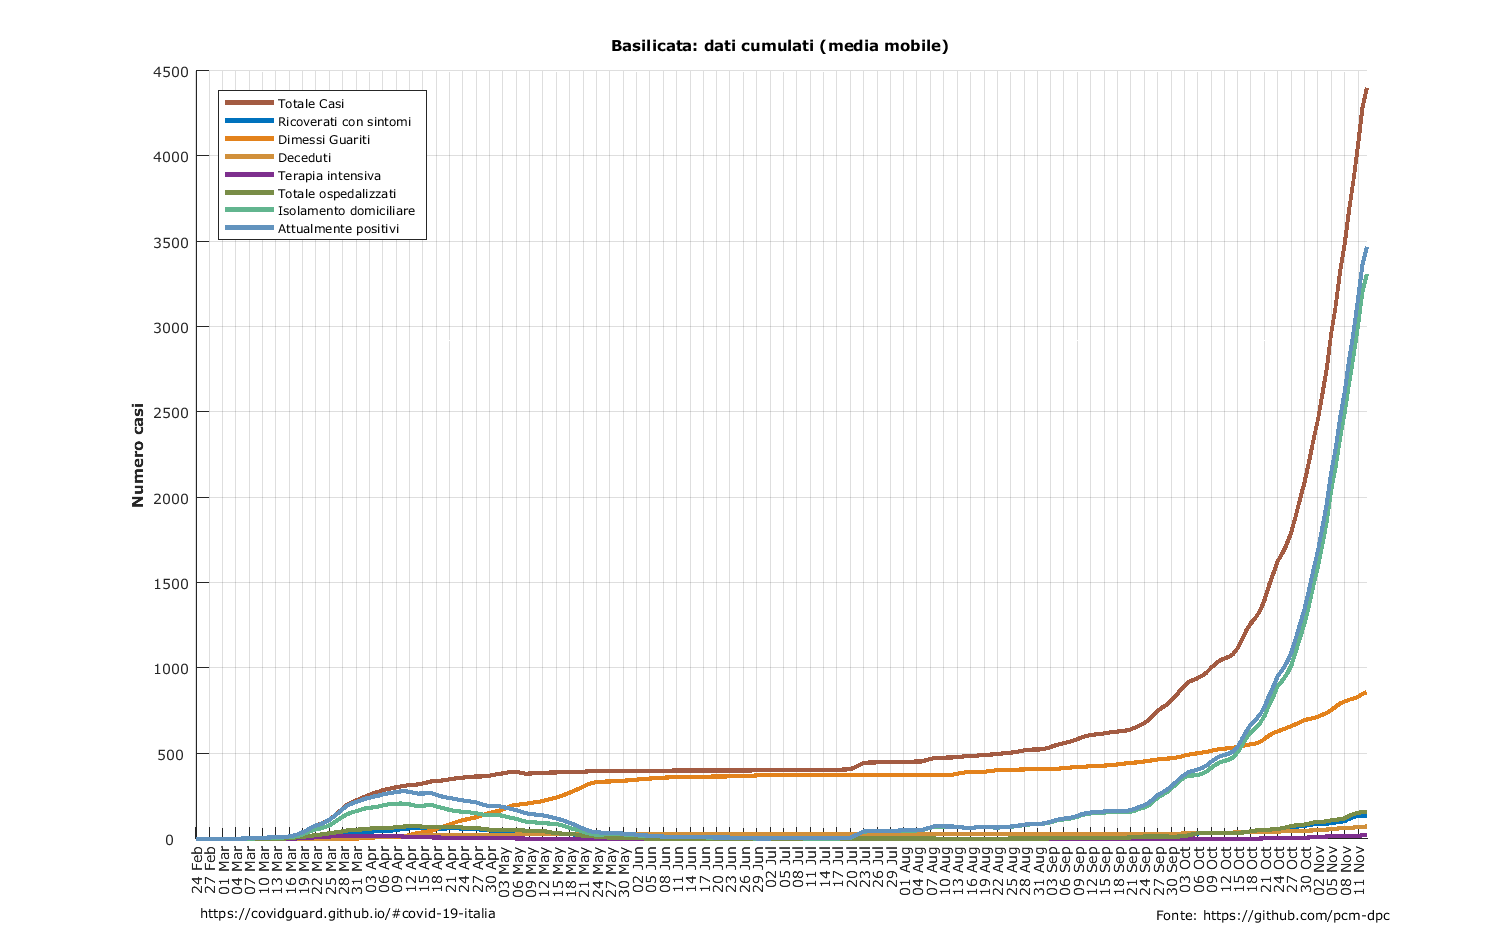 Basilicata: dati cumulati (media mobile)
4500
4000
3500
3000
2500
2000
1500
1000
500
0
Numero casi
Totale Casi
Ricoverati con sintomi
Dimessi Guariti
Deceduti
Terapia intensiva
Totale ospedalizzati
Isolamento domiciliare
Attualmente positivi
24 Feb
27 Feb
01 Mar
04 Mar
07 Mar
10 Mar
13 Mar
16 Mar
19 Mar
22 Mar
25 Mar
28 Mar
31 Mar
03 Apr
06 Apr
09 Apr
12 Apr
15 Apr
18 Apr
21 Apr
24 Apr
27 Apr
30 Apr
03 May
06 May
09 May
12 May
15 May
18 May
21 May
24 May
27 May
30 May
02 Jun
05 Jun
08 Jun
11 Jun
14 Jun
17 Jun
20 Jun
23 Jun
26 Jun
29 Jun
02 Jul
05 Jul
08 Jul
11 Jul
14 Jul
17 Jul
20 Jul
23 Jul
26 Jul
29 Jul
01 Aug
04 Aug
07 Aug
10 Aug
13 Aug
16 Aug
19 Aug
22 Aug
25 Aug
28 Aug
31 Aug
03 Sep
06 Sep
09 Sep
12 Sep
15 Sep
18 Sep
21 Sep
24 Sep
27 Sep
30 Sep
03 Oct
06 Oct
09 Oct
12 Oct
15 Oct
18 Oct
21 Oct
24 Oct
27 Oct
30 Oct
02 Nov
05 Nov
08 Nov
11 Nov
https://covidguard.github.io/#covid-19-italia
Fonte: https://github.com/pcm-dpc